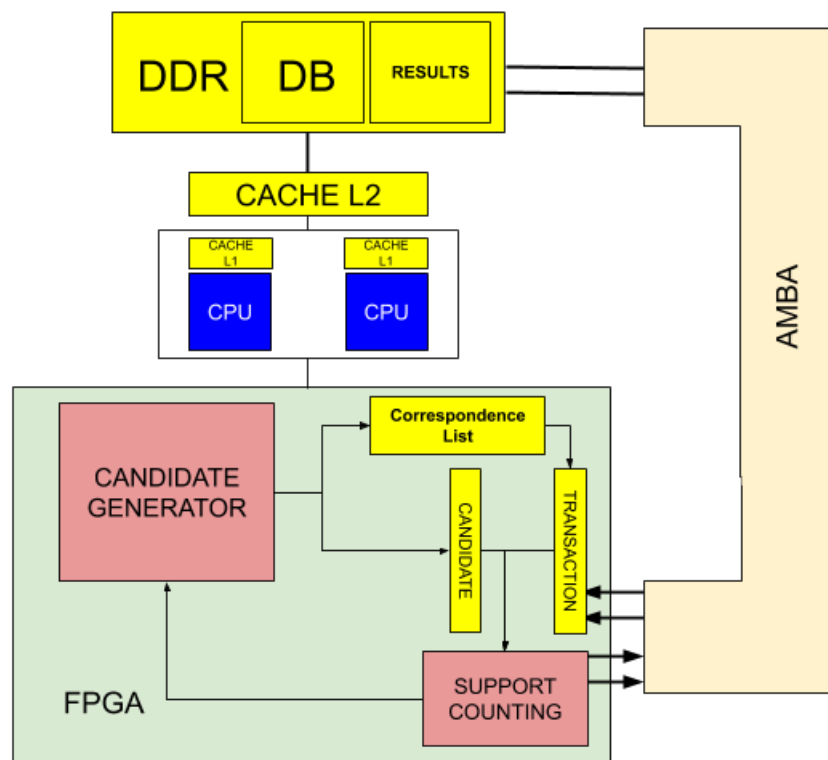 DDR
DB
RESULTS
CACHE L2
CACHE
L1
CACHE
L1
CPU
CPU
AMBA
Correspondence
List
CANDIDATE
GENERATOR
CANDIDATE
TRANSACTION
SUPPORT
COUNTING
FPGA